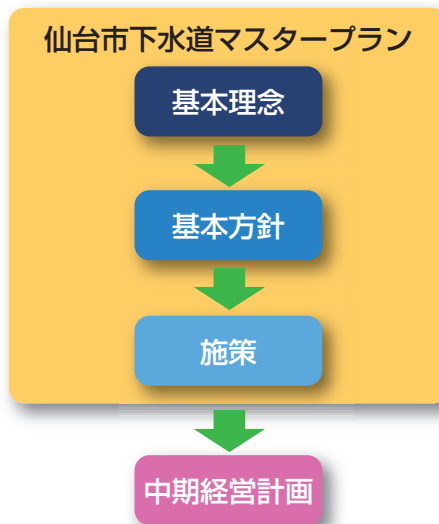 仙台市下水道マスタープラン
基本理念
基本方針
施策
中期経営計画